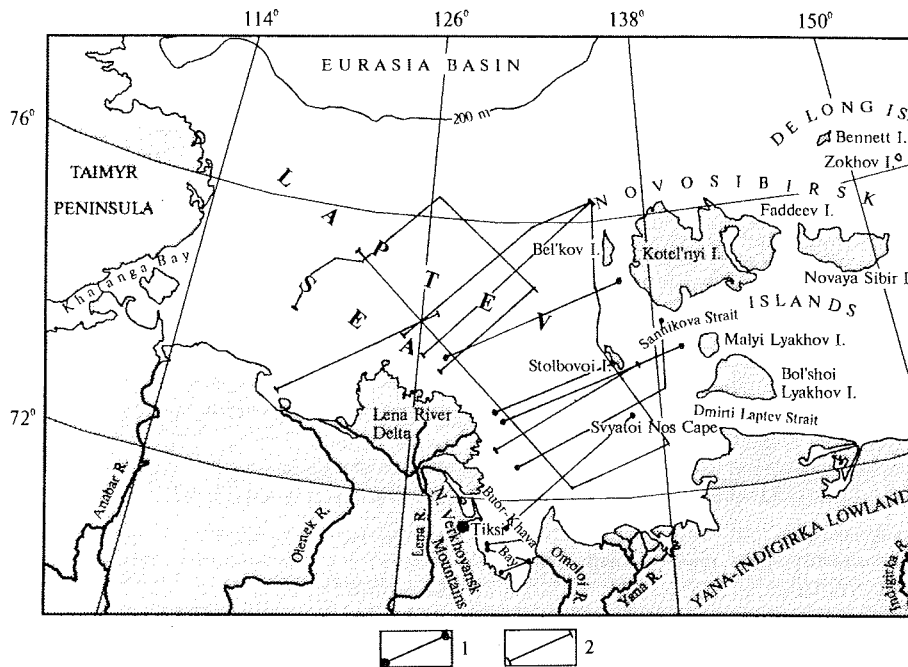 114° 126° 138° 150°
EURASIA BASIN
200 m
76°
DE LONG IS
Bennett I.
Zokhov I.
TAIMYR
PENINSULA
LAPTEV
SEA
NOVOSIBIRSK
Faddeev I.
Bel'kov I.
Kotel'nyi I.
Khatanga Bay
Novaya Sibir I
ISLANDS
Sannikova Strait
Malyi Lyakhov I.
Stolbovoi I.
Bol'shoi
Lyakhov I.
72°
Lena River
Delta
Dmitri Laptev Strait
Svyatoi Nos Cape
Anabar R.
Olenek R.
Lena R.
N. Verkhoyansk
Mountains
Tiksi
Buor-Khaya
Bay
Omoloi R.
Yana R.
YANA-INDIGIRKA LOWLAND
Indigirka R.
1 2